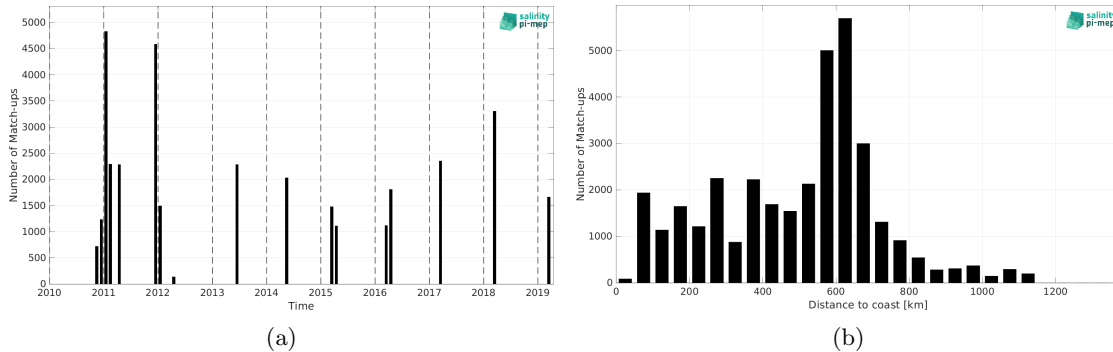 salinity
pi-mep
5000
4500
4000
3500
3000
2500
2000
1500
1000
500
0
Number of Match-ups
2010 2011 2012 2013 2014 2015 2016 2017 2018 2019
Time
(a)
salinity
pi-mep
5000
4000
3000
2000
1000
0
Number of Match-ups
0 200 400 600 800 1000 1200
Distance to coast [km]
(b)